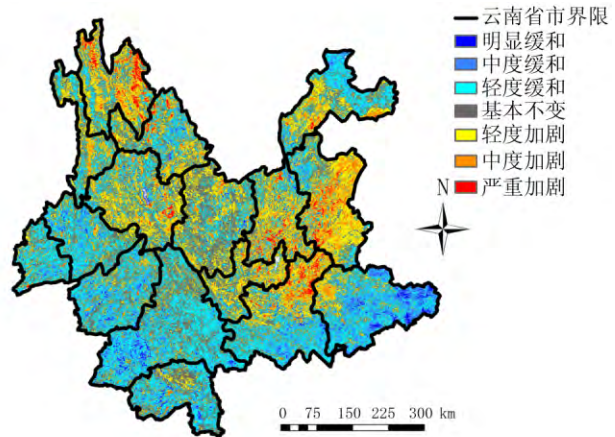 云南省市界限
明显缓和
中度缓和
轻度缓和
基本不变
轻度加剧
中度加剧
严重加剧
N
0 75 150 225 300 km